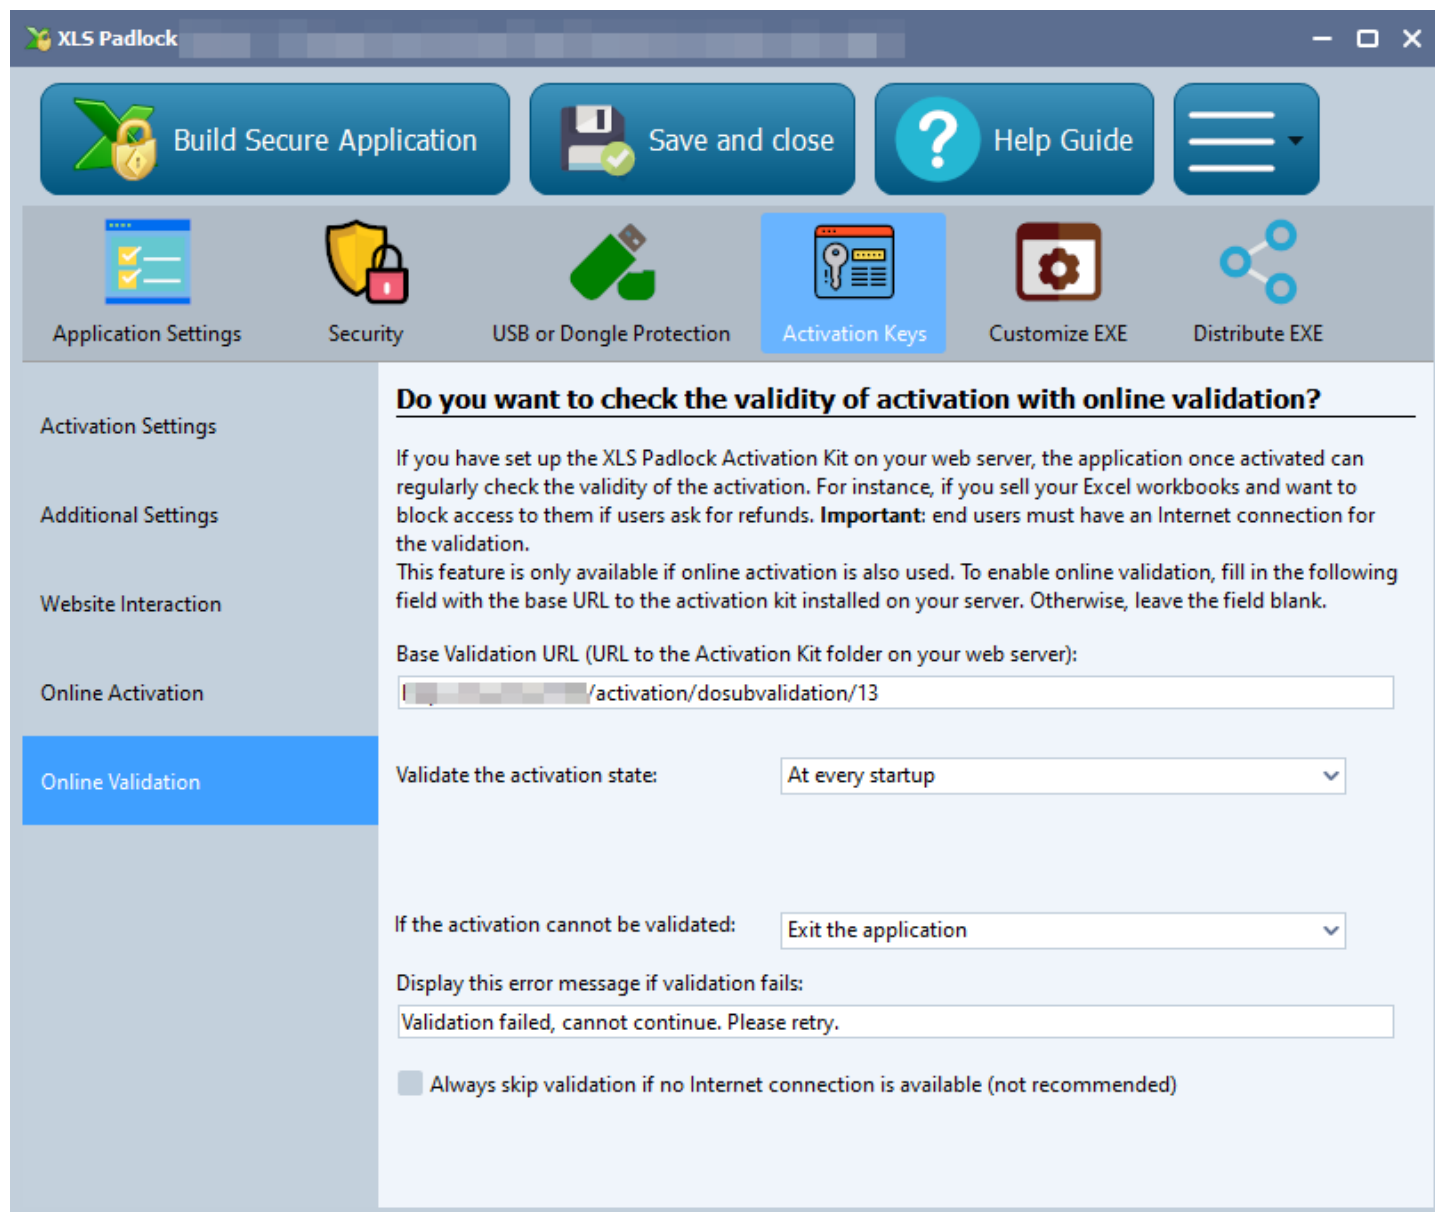 XLS Padlock
Build Secure Application
Save and close
Help Guide
Application Settings
Security
USB or Dongle Protection
Activation Keys
Customize EXE
Distribute EXE
Activation Settings
Additional Settings
Website Interaction
Online Activation
Online Validation
Do you want to check the validity of activation with online validation?
If you have set up the XLS Padlock Activation Kit on your web server, the application once activated can
regularly check the validity of the activation. For instance, if you sell your Excel workbooks and want to
block access to them if users ask for refunds. Important: end users must have an Internet connection for
the validation.
This feature is only available if online activation is also used. To enable online validation, fill in the following
field with the base URL to the activation kit installed on your server. Otherwise, leave the field blank.
Base Validation URL (URL to the Activation Kit folder on your web server):
/activation/dosubvalidation/13
Validate the activation state:
At every startup
If the activation cannot be validated:
Exit the application
Display this error message if validation fails:
Validation failed, cannot continue. Please retry.
Always skip validation if no Internet connection is available (not recommended)